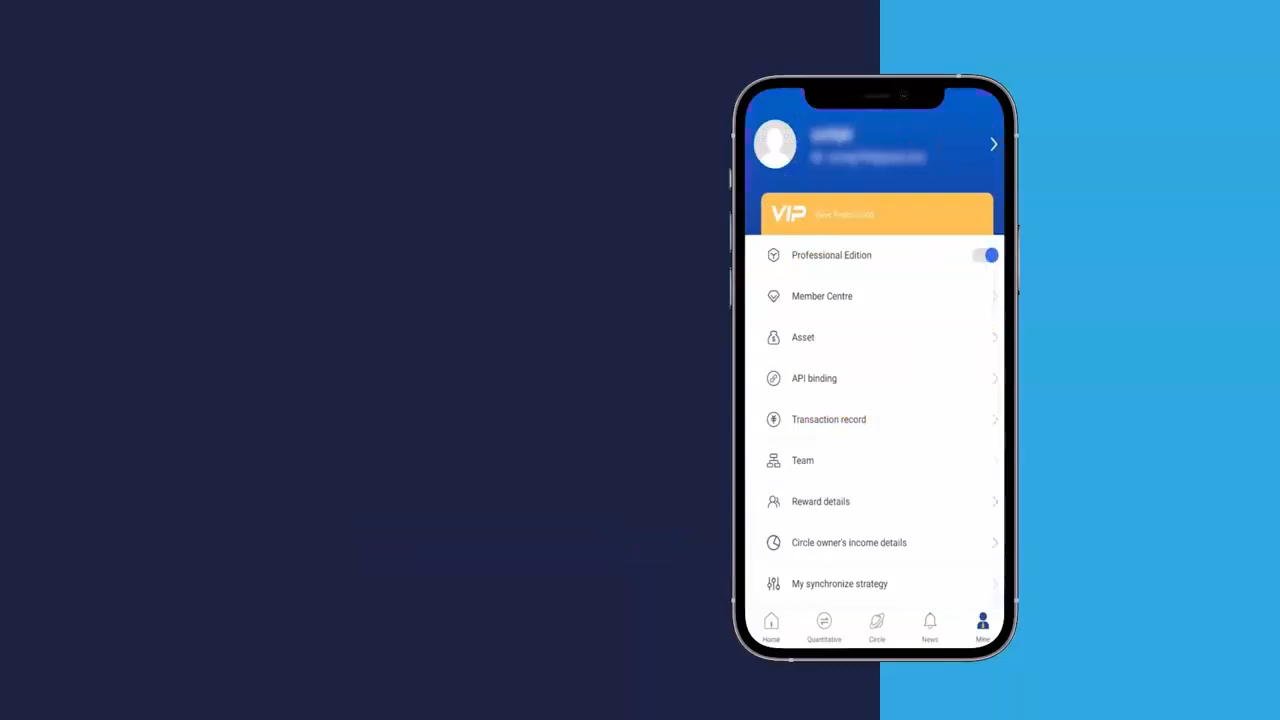 VIP
Professional Edition
Member Centre
Asset
API binding
Transaction record
Team
Reward details
Circle owner's income details
My synchronize strategy
Home
Quantitative
Circle
News
Mine